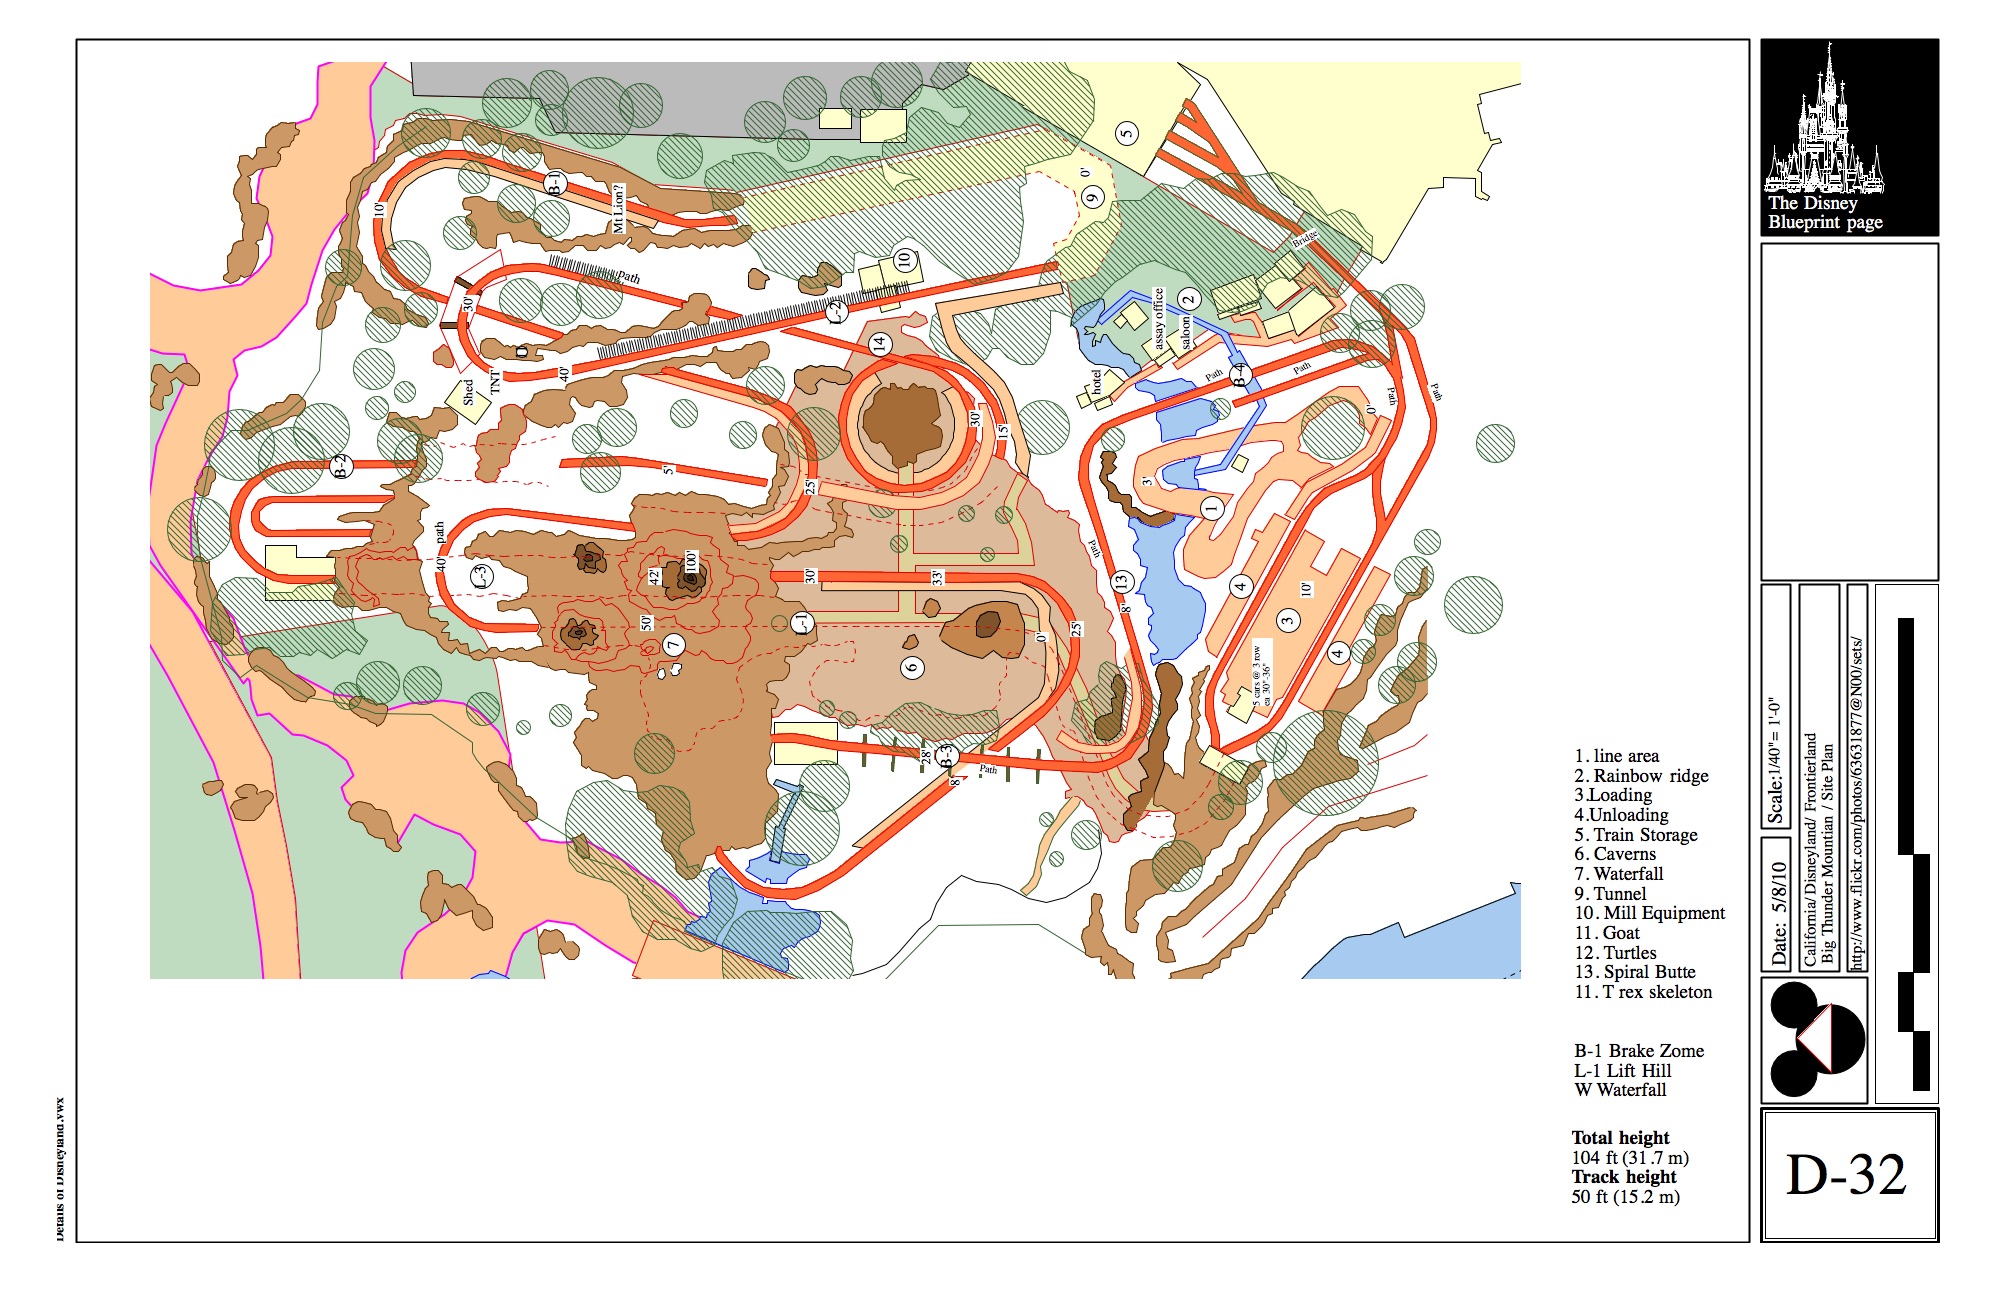 5
B-1
10'
Mt Lion?
0'
9
Bridge
10
path
30'
L-2
2
assay office
saloon
14
O
TNT
Shed
40'
hotel
Path
B-4
Path
Path
Path
0'
30'
15'
B-2
5'
25'
3'
1
path
40'
L-3
42'
100'
30'
33'
Path
13
8'
4
10'
3
4
50'
7
L-1
0'
25'
6
5 cars @ 3 row
ea 30"-36"
28'
B-3
Path
8'
1. line area
2. Rainbow ridge
3.Loading
4.Unloading
5. Train Storage
6. Caverns
7. Waterfall
9. Tunnel
10. Mill Equipment
11. Goat
12. Turtles
13. Spiral Butte
11. T rex skeleton
B-1 Brake Zome
L-1 Lift Hill
W Waterfall
Total height
104 ft (31.7 m)
Track height
50 ft (15.2 m)
The Disney
Blueprint page
Scale:1/40"= 1'-0"
Date: 5/8/10
California/Disneyland/ Frontierland
Big Thunder Mountian / Site Plan
http://www.flickr.com/photos/63631877@N00/sets/
D-32
Details of Disneyland.vwx